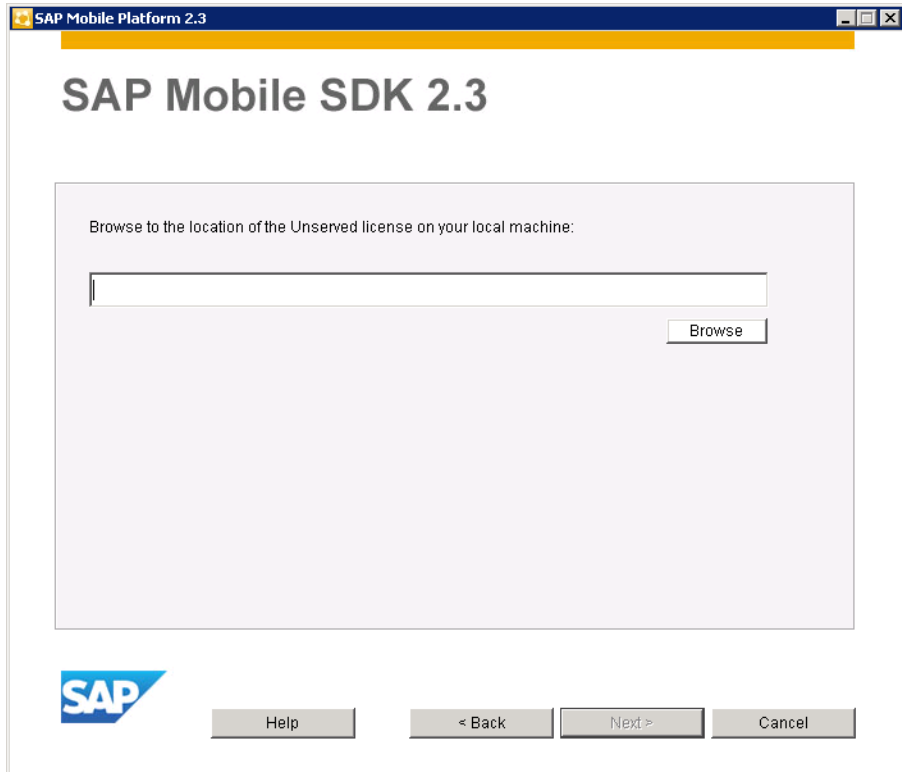 SAP Mobile Platform 2.3
SAP Mobile SDK 2.3
Browse to the location of the Unserved license on your local machine:
Browse
SAP
Help
< Back
Next >
Cancel